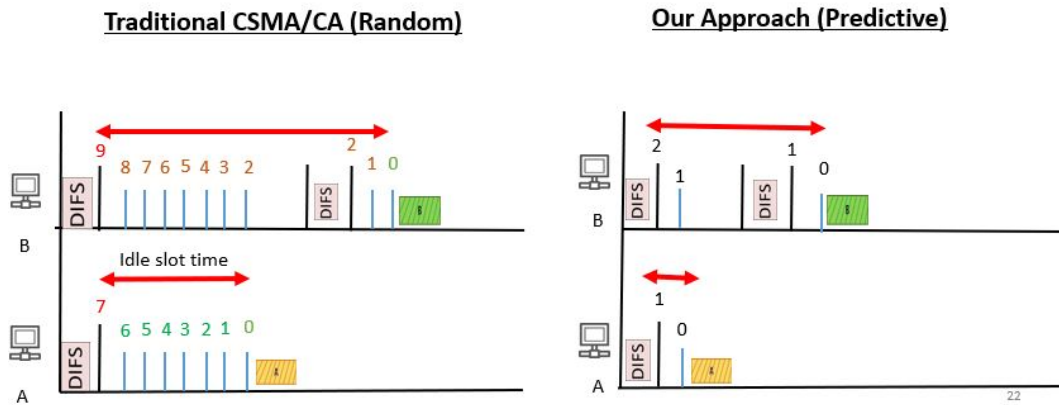 Traditional CSMA/CA (Random)
Our Approach (Predictive)
9
8 7 6 5 4 3 2
2
1 0
DIFS
DIFS
B
B
Idle slot time
7
6 5 4 3 2 1 0
DIFS
A
A
2
1
1
0
DIFS
DIFS
B
B
1
0
DIFS
A
A
22